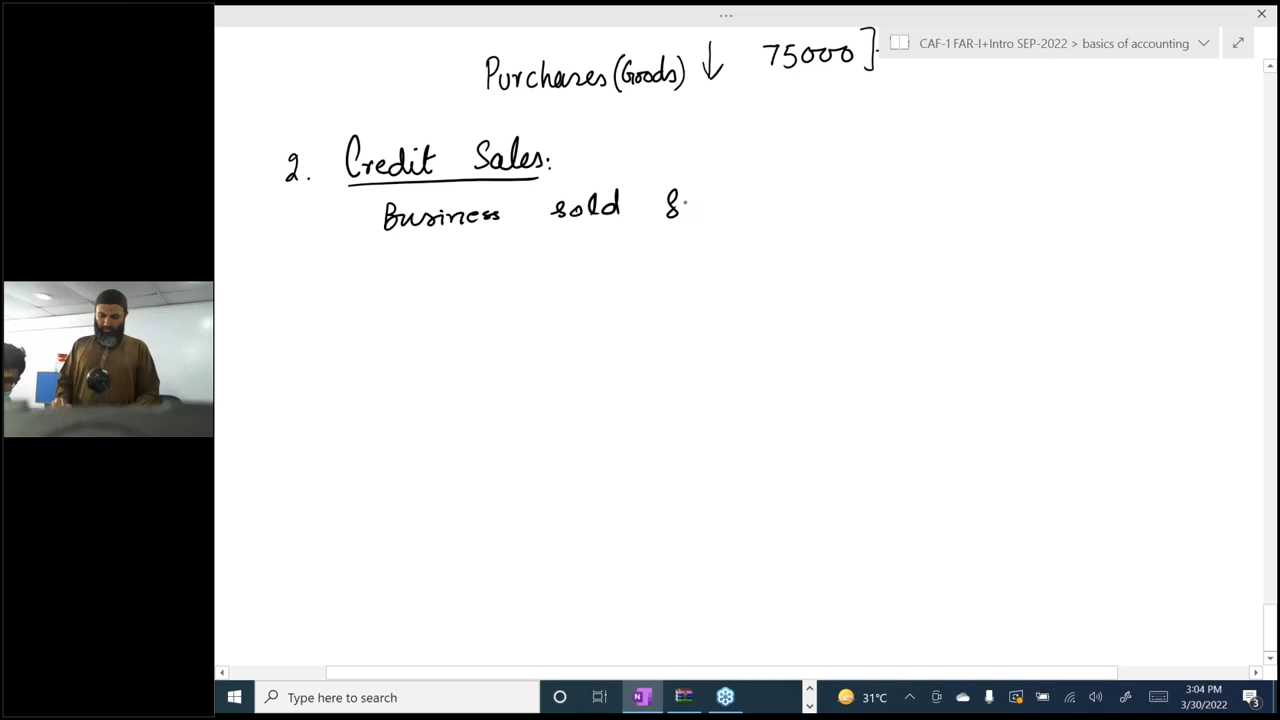 ...
CAF-1 FAR-I+Intro SEP-2022 > basics of accounting
Purchases (Goods) ↓ 75000].
2. Credit Sales:
Business sold
Type here to search
31°C
3:04 PM
3/30/2022
3